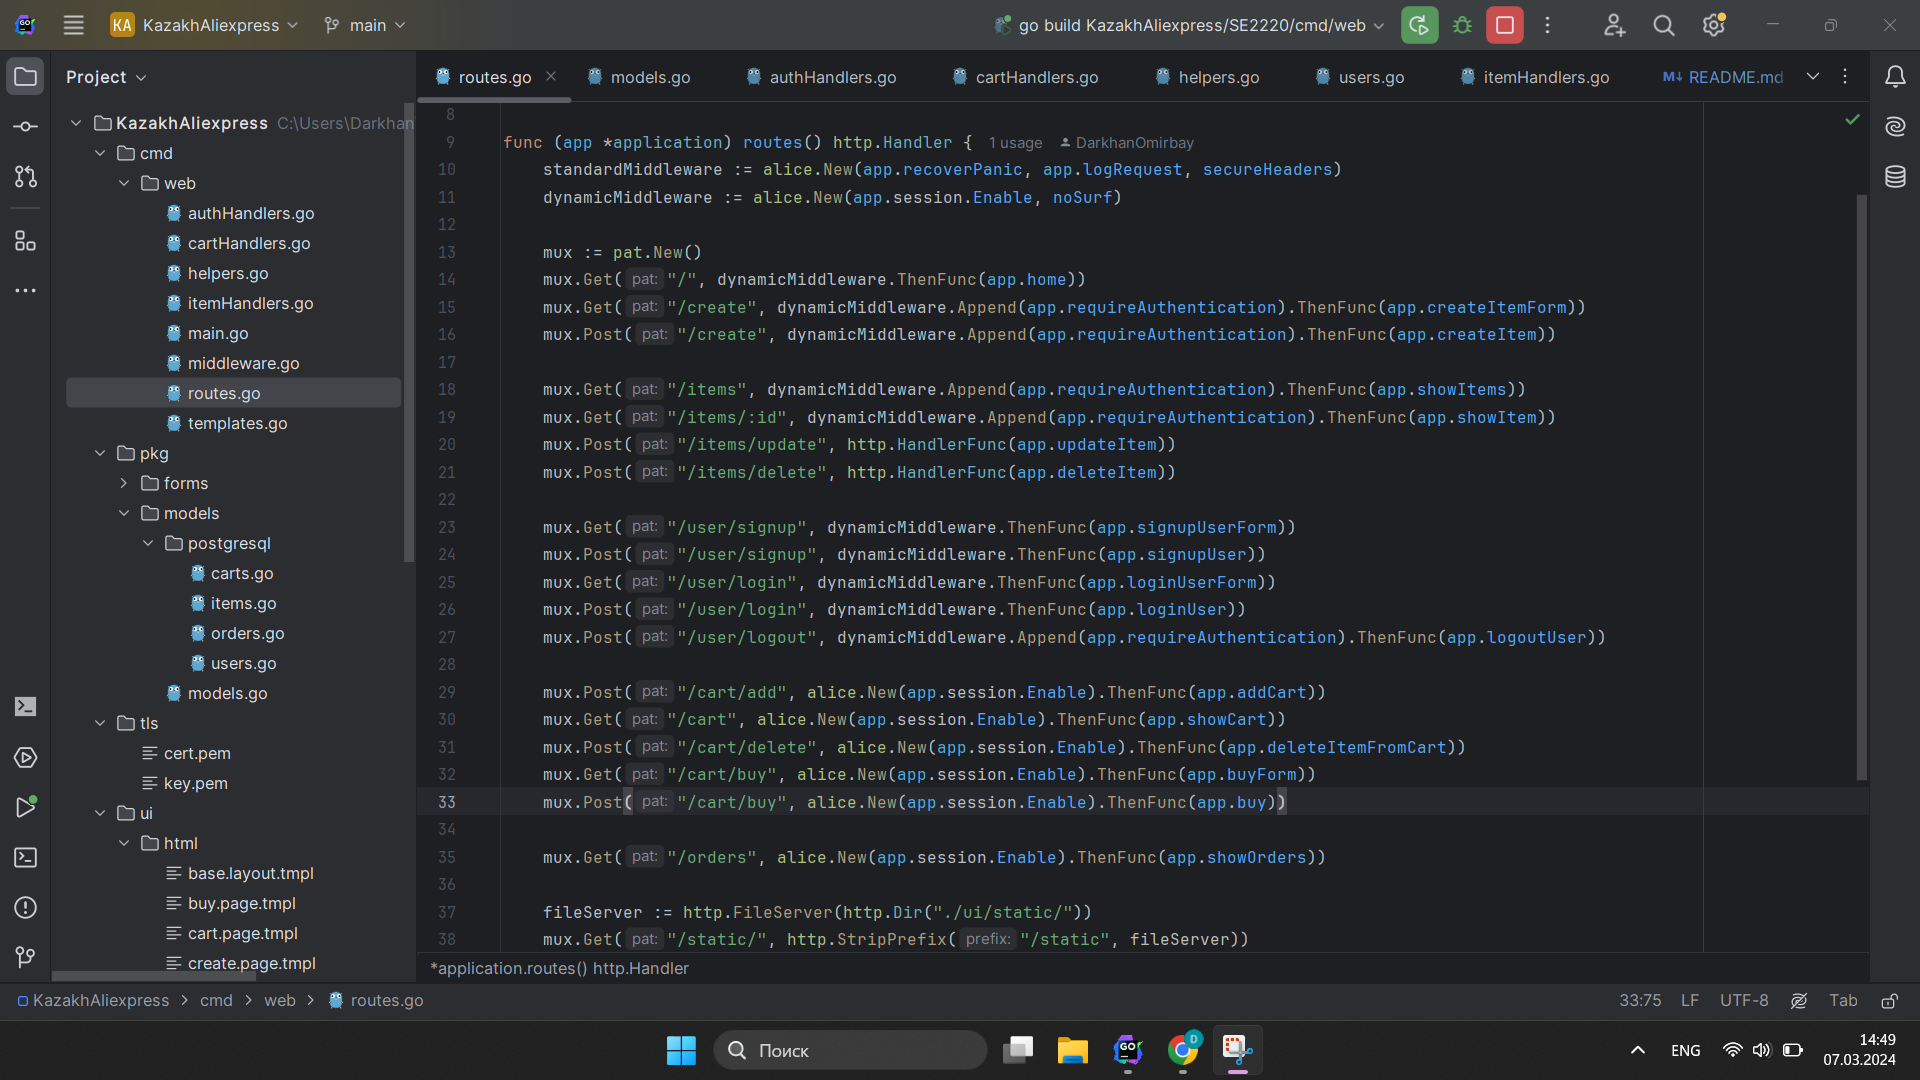 GO
KA KazakhAliexpress
main
go build KazakhAliexpress/SE2220/cmd/web
Project
routes.go
models.go
authHandlers.go
cartHandlers.go
helpers.go
users.go
itemHandlers.go
M↓ README.md
KazakhAliexpress C:\Users\Darkhan
cmd
web
authHandlers.go
cartHandlers.go
helpers.go
itemHandlers.go
main.go
middleware.go
routes.go
templates.go
pkg
forms
models
postgresql
carts.go
items.go
orders.go
users.go
models.go
tls
cert.pem
key.pem
ui
html
base.layout.tmpl
buy.page.tmpl
cart.page.tmpl
create.page.tmpl
8
9 func (app *application) routes() http.Handler { 1 usage DarkhanOmirbay
10 standardMiddleware := alice.New(app.recoverPanic, app.logRequest, secureHeaders)
11 dynamicMiddleware := alice.New(app.session.Enable, noSurf)
12
13 mux := pat.New()
14 mux.Get( pat: "/", dynamicMiddleware.ThenFunc(app.home))
15 mux.Get( pat: "/create", dynamicMiddleware.Append(app.requireAuthentication).ThenFunc(app.createItemForm))
16 mux.Post( pat: "/create", dynamicMiddleware.Append(app.requireAuthentication).ThenFunc(app.createItem))
17
18 mux.Get( pat: "/items", dynamicMiddleware.Append(app.requireAuthentication).ThenFunc(app.showItems))
19 mux.Get( pat: "/items/:id", dynamicMiddleware.Append(app.requireAuthentication).ThenFunc(app.showItem))
20 mux.Post( pat: "/items/update", http.HandlerFunc(app.updateItem))
21 mux.Post( pat: "/items/delete", http.HandlerFunc(app.deleteItem))
22
23 mux.Get( pat: "/user/signup", dynamicMiddleware.ThenFunc(app.signupUserForm))
24 mux.Post( pat: "/user/signup", dynamicMiddleware.ThenFunc(app.signupUser))
25 mux.Get( pat: "/user/login", dynamicMiddleware.ThenFunc(app.loginUserForm))
26 mux.Post( pat: "/user/login", dynamicMiddleware.ThenFunc(app.loginUser))
27 mux.Post( pat: "/user/logout", dynamicMiddleware.Append(app.requireAuthentication).ThenFunc(app.logoutUser))
28
29 mux.Post( pat: "/cart/add", alice.New(app.session.Enable).ThenFunc(app.addCart))
30 mux.Get( pat: "/cart", alice.New(app.session.Enable).ThenFunc(app.showCart))
31 mux.Post( pat: "/cart/delete", alice.New(app.session.Enable).ThenFunc(app.deleteItemFromCart))
32 mux.Get( pat: "/cart/buy", alice.New(app.session.Enable).ThenFunc(app.buyForm))
33 mux.Post( pat: "/cart/buy", alice.New(app.session.Enable).ThenFunc(app.buy))
34
35 mux.Get( pat: "/orders", alice.New(app.session.Enable).ThenFunc(app.showOrders))
36
37 fileServer := http.FileServer(http.Dir("./ui/static/"))
38 mux.Get( pat: "/static/", http.StripPrefix( prefix: "/static", fileServer))
*application.routes() http.Handler
KazakhAliexpress > cmd > web > routes.go
33:75 LF UTF-8 Tab
Поиск
GO
D
ENG
14:49
07.03.2024